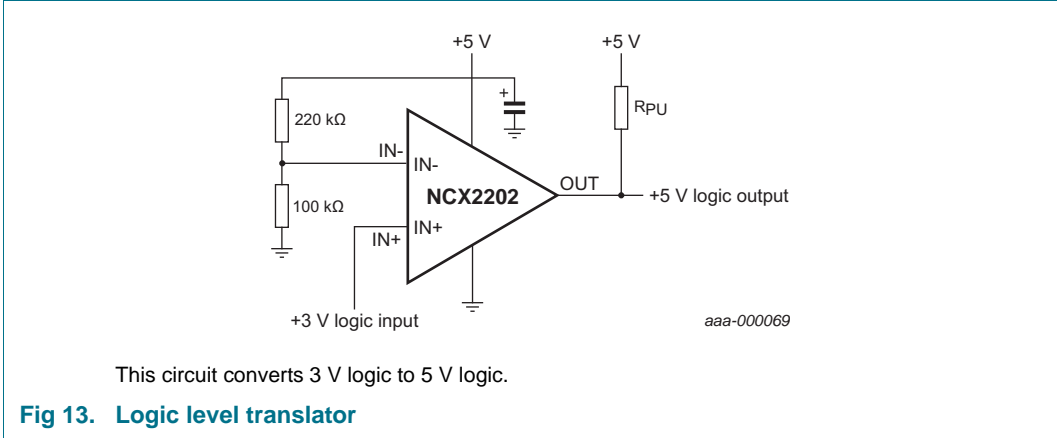 +5 V
+5 V
+
RPU
220 kΩ
IN-
IN-
NCX2202
OUT
+5 V logic output
100 kΩ
IN+
IN+
+3 V logic input
aaa-000069
This circuit converts 3 V logic to 5 V logic.
Fig 13. Logic level translator